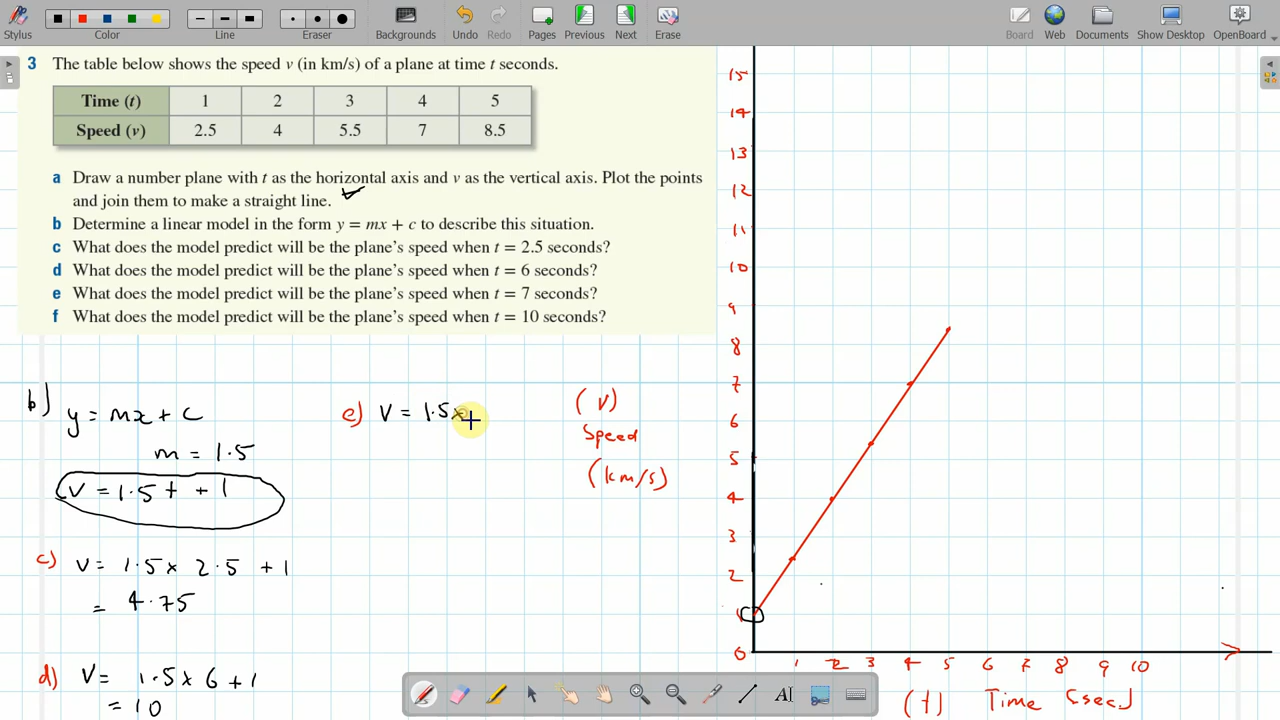 Stylus Color Line Eraser Backgrounds Undo Redo Pages Previous Next Erase Board Web Documents Show Desktop OpenBoard
3 The table below shows the speed v (in km/s) of a plane at time t seconds.
Time (t) 1 2 3 4 5
Speed (v) 2.5 4 5.5 7 8.5
a Draw a number plane with t as the horizontal axis and v as the vertical axis. Plot the points
and join them to make a straight line.
b Determine a linear model in the form y = mx + c to describe this situation.
c What does the model predict will be the plane's speed when t = 2.5 seconds?
d What does the model predict will be the plane's speed when t = 6 seconds?
e What does the model predict will be the plane's speed when t = 7 seconds?
f What does the model predict will be the plane's speed when t = 10 seconds?
b) y = mx + c
m = 1.5
v = 1.5t + 1
c) v = 1.5 x 2.5 + 1
= 4.75
d) v = 1.5 x 6 + 1
= 10
e) v = 1.5x
(v)
Speed
(km/s)
15
14
13
12
11
10
9
8
7
6
5
4
3
2
1
0
1 2 3 4 5 6 7 8 9 10
(t) Time (sec)
AI